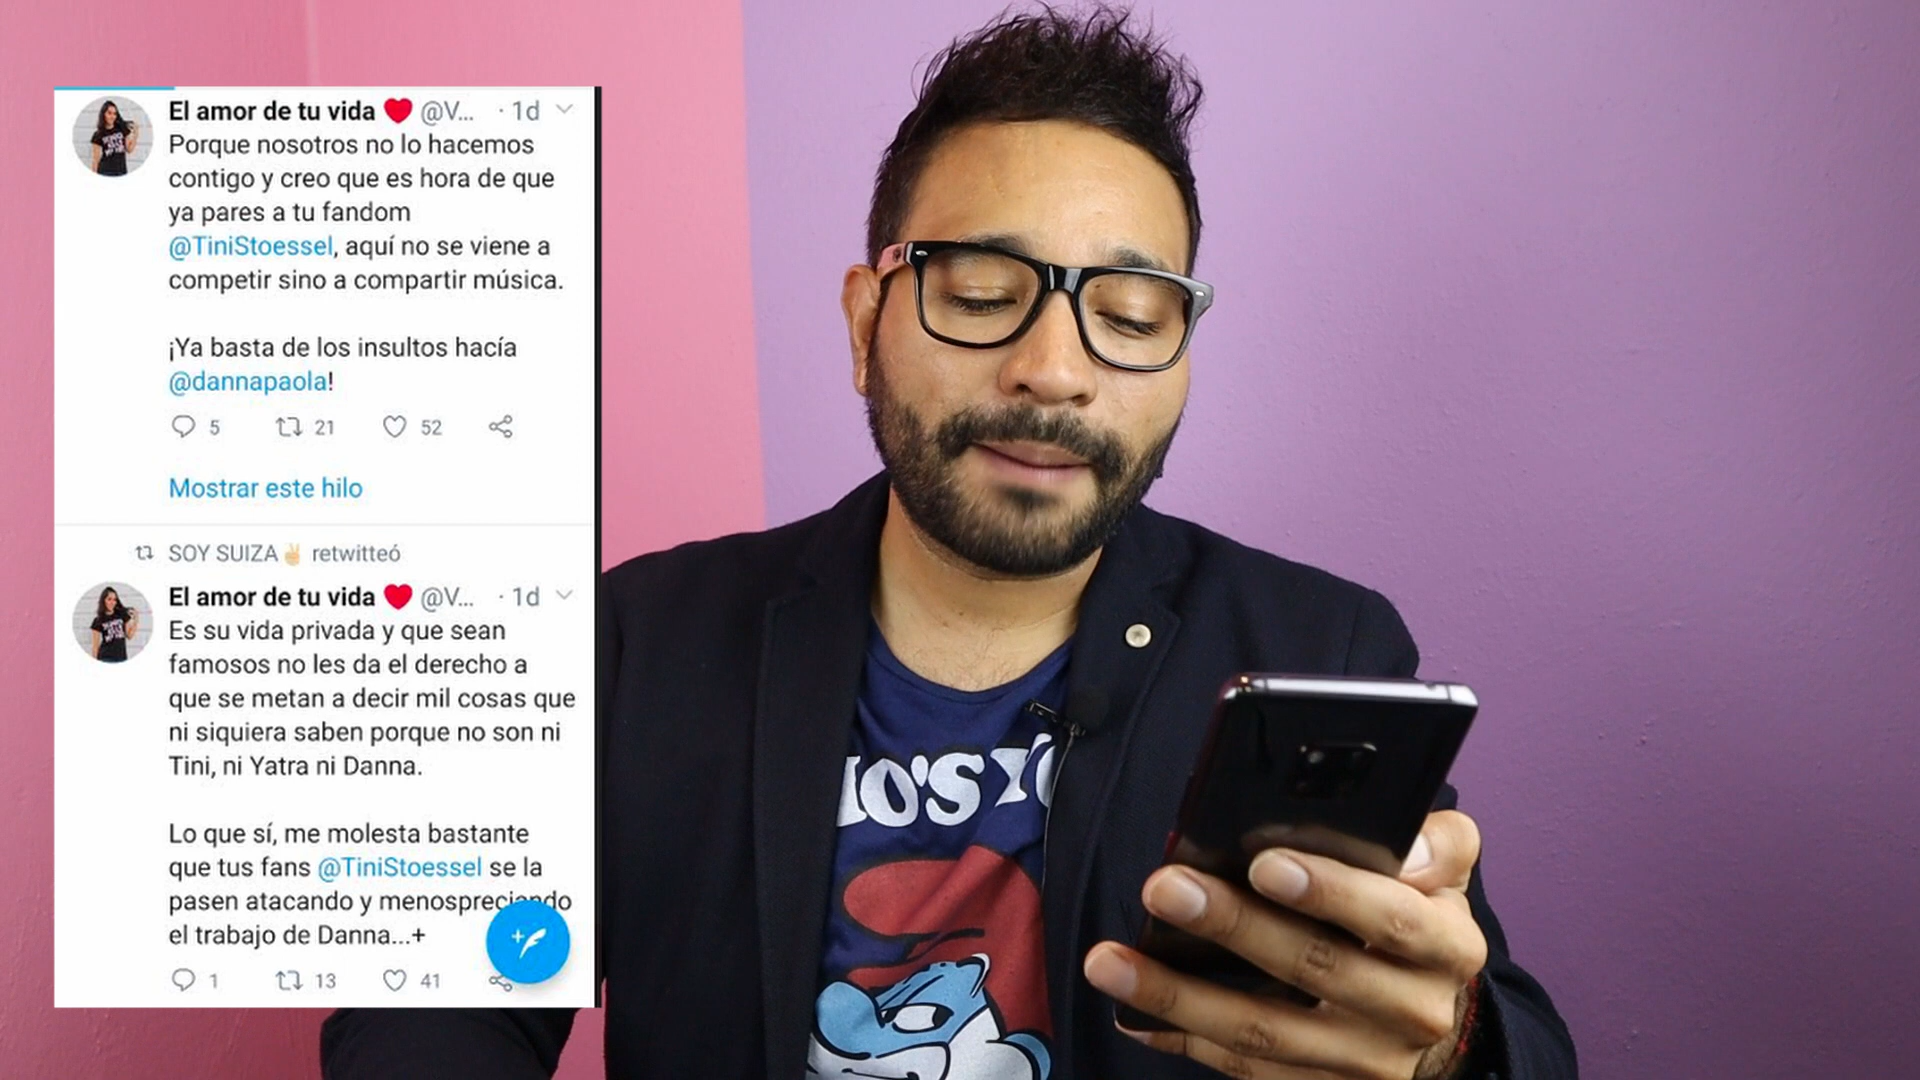 El amor de tu vida ❤️ @V... · 1d
Porque nosotros no lo hacemos
contigo y creo que es hora de que
ya pares a tu fandom
@TiniStoessel, aquí no se viene a
competir sino a compartir música.
¡Ya basta de los insultos hacía
@dannapaola!
5 21 52
Mostrar este hilo
SOY SUIZA✌🏼 retwitteó
El amor de tu vida ❤️ @V... · 1d
Es su vida privada y que sean
famosos no les da el derecho a
que se metan a decir mil cosas que
ni siquiera saben porque no son ni
Tini, ni Yatra ni Danna.
Lo que sí, me molesta bastante
que tus fans @TiniStoessel se la
pasen atacando y menospreciando
el trabajo de Danna...+
1 13 41